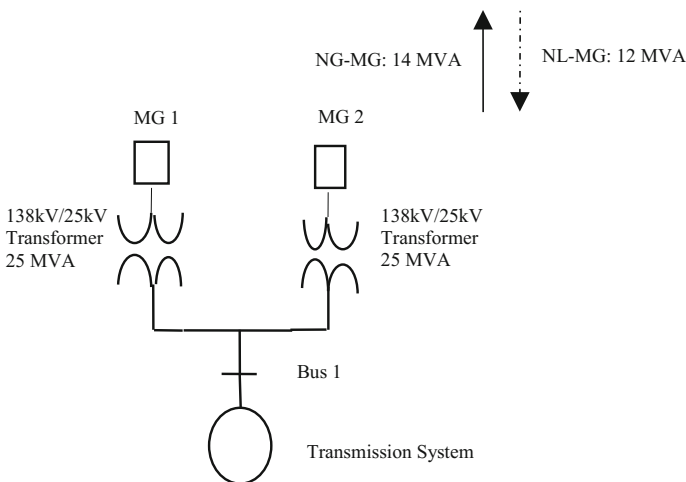 NG-MG: 14 MVA
NL-MG: 12 MVA
MG 1
MG 2
138kV/25kV
Transformer
25 MVA
138kV/25kV
Transformer
25 MVA
Bus 1
Transmission System